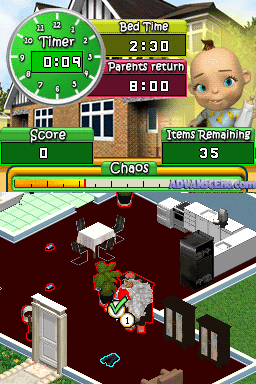 12
11 1
10 2
9 3
8 4
7 5
6
Timer
0:09
Bed Time
2:30
Parents return
8:00
Score
0
Items Remaining
35
Chaos
ADVANSCENE.COM
1